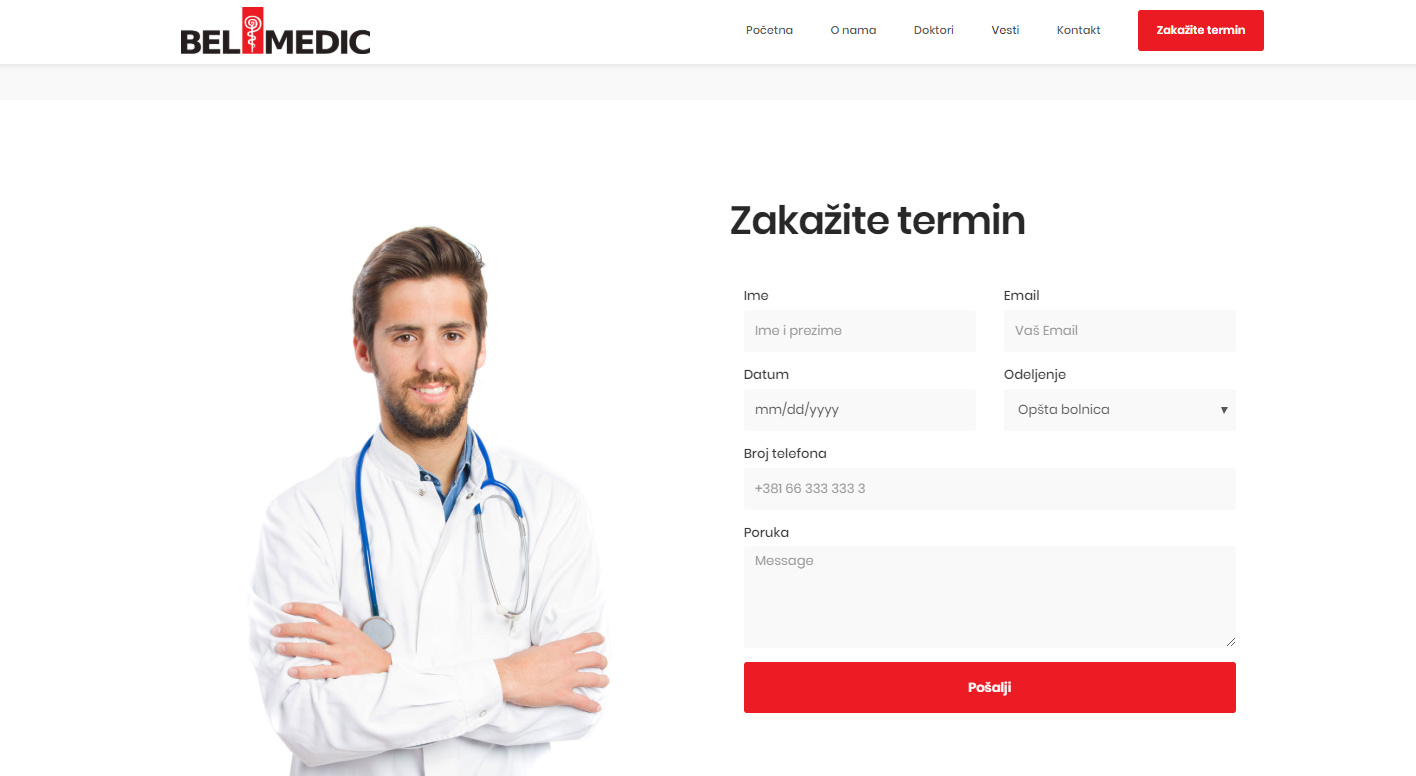 BEL MEDIC
Početna O nama Doktori Vesti Kontakt Zakažite termin
Zakažite termin
Ime Email
Ime i prezime Vaš Email
Datum Odeljenje
mm/dd/yyyy Opšta bolnica
Broj telefona
+381 66 333 333 3
Poruka
Message
Pošalji